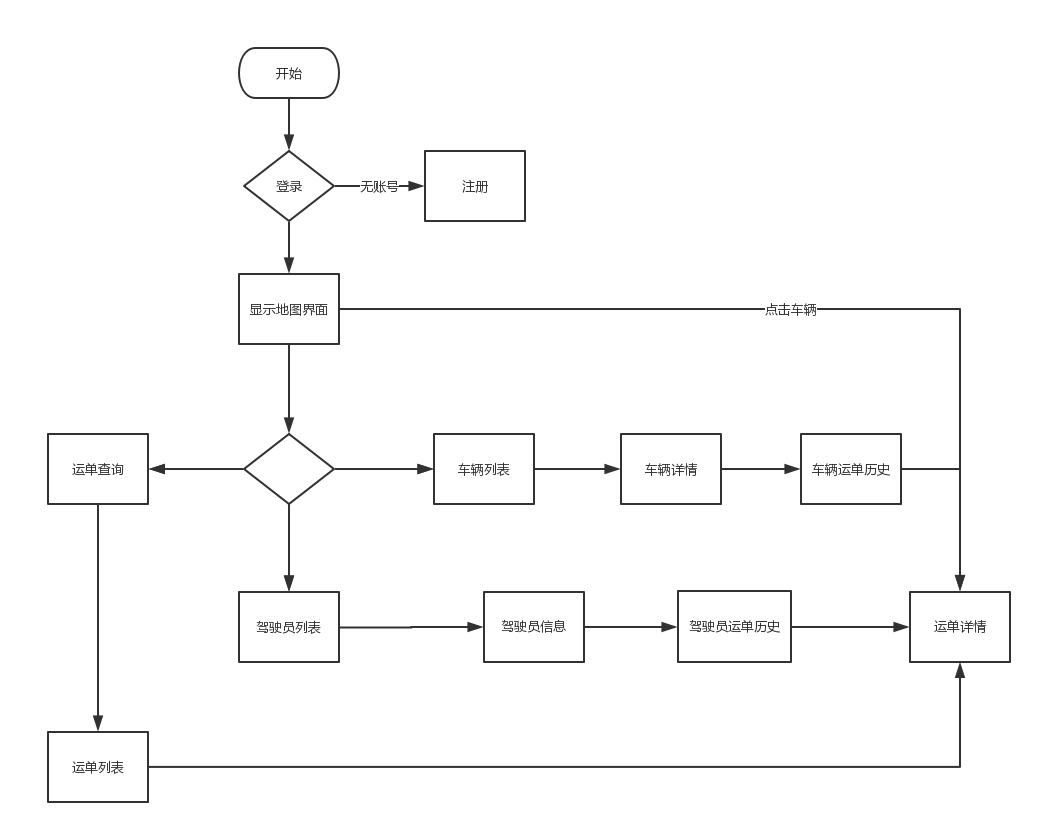 开始
登录
无账号
注册
显示地图界面
点击车辆
运单查询
车辆列表
车辆详情
车辆运单历史
驾驶员列表
驾驶员信息
驾驶员运单历史
运单详情
运单列表